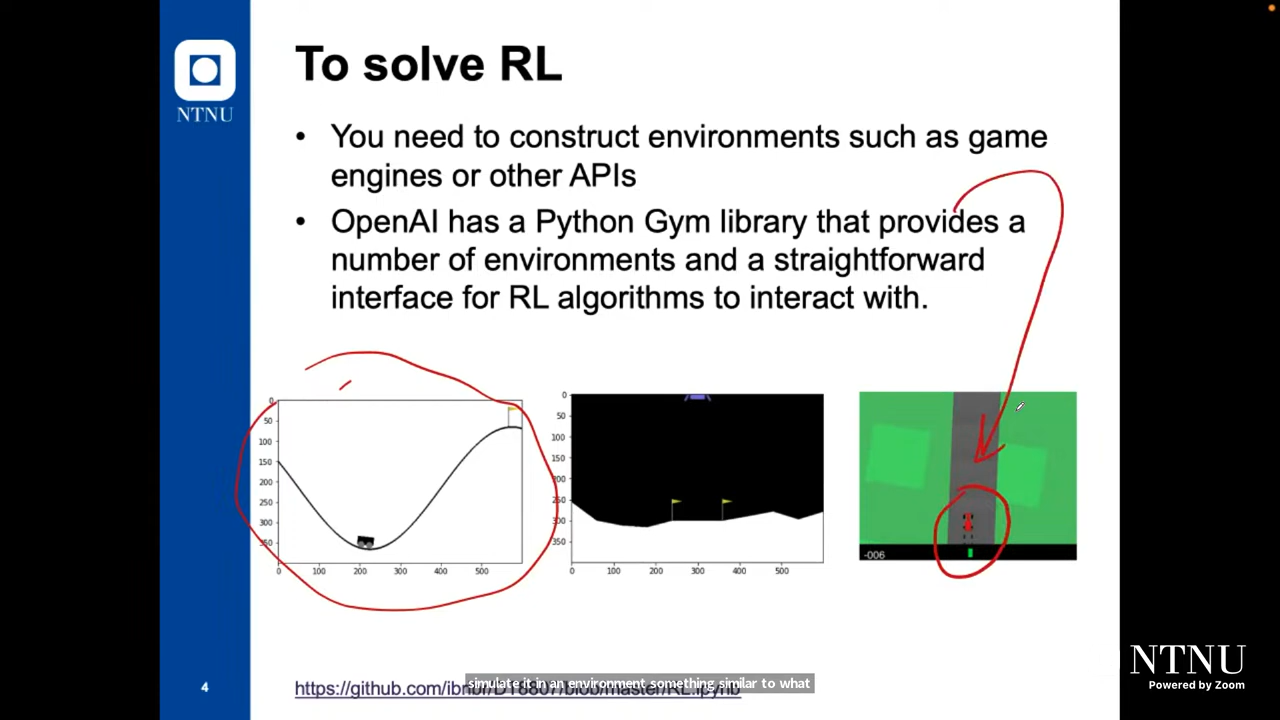 To solve RL
NTNU
• You need to construct environments such as game
engines or other APIs
• OpenAI has a Python Gym library that provides a
number of environments and a straightforward
interface for RL algorithms to interact with.
0
50
100
150
200
250
300
350
0 100 200 300 400 500
0
50
100
150
200
250
300
350
0 100 200 300 400 500
-006
4
simulate it in an environment something similar to what
NTNU
Powered by Zoom